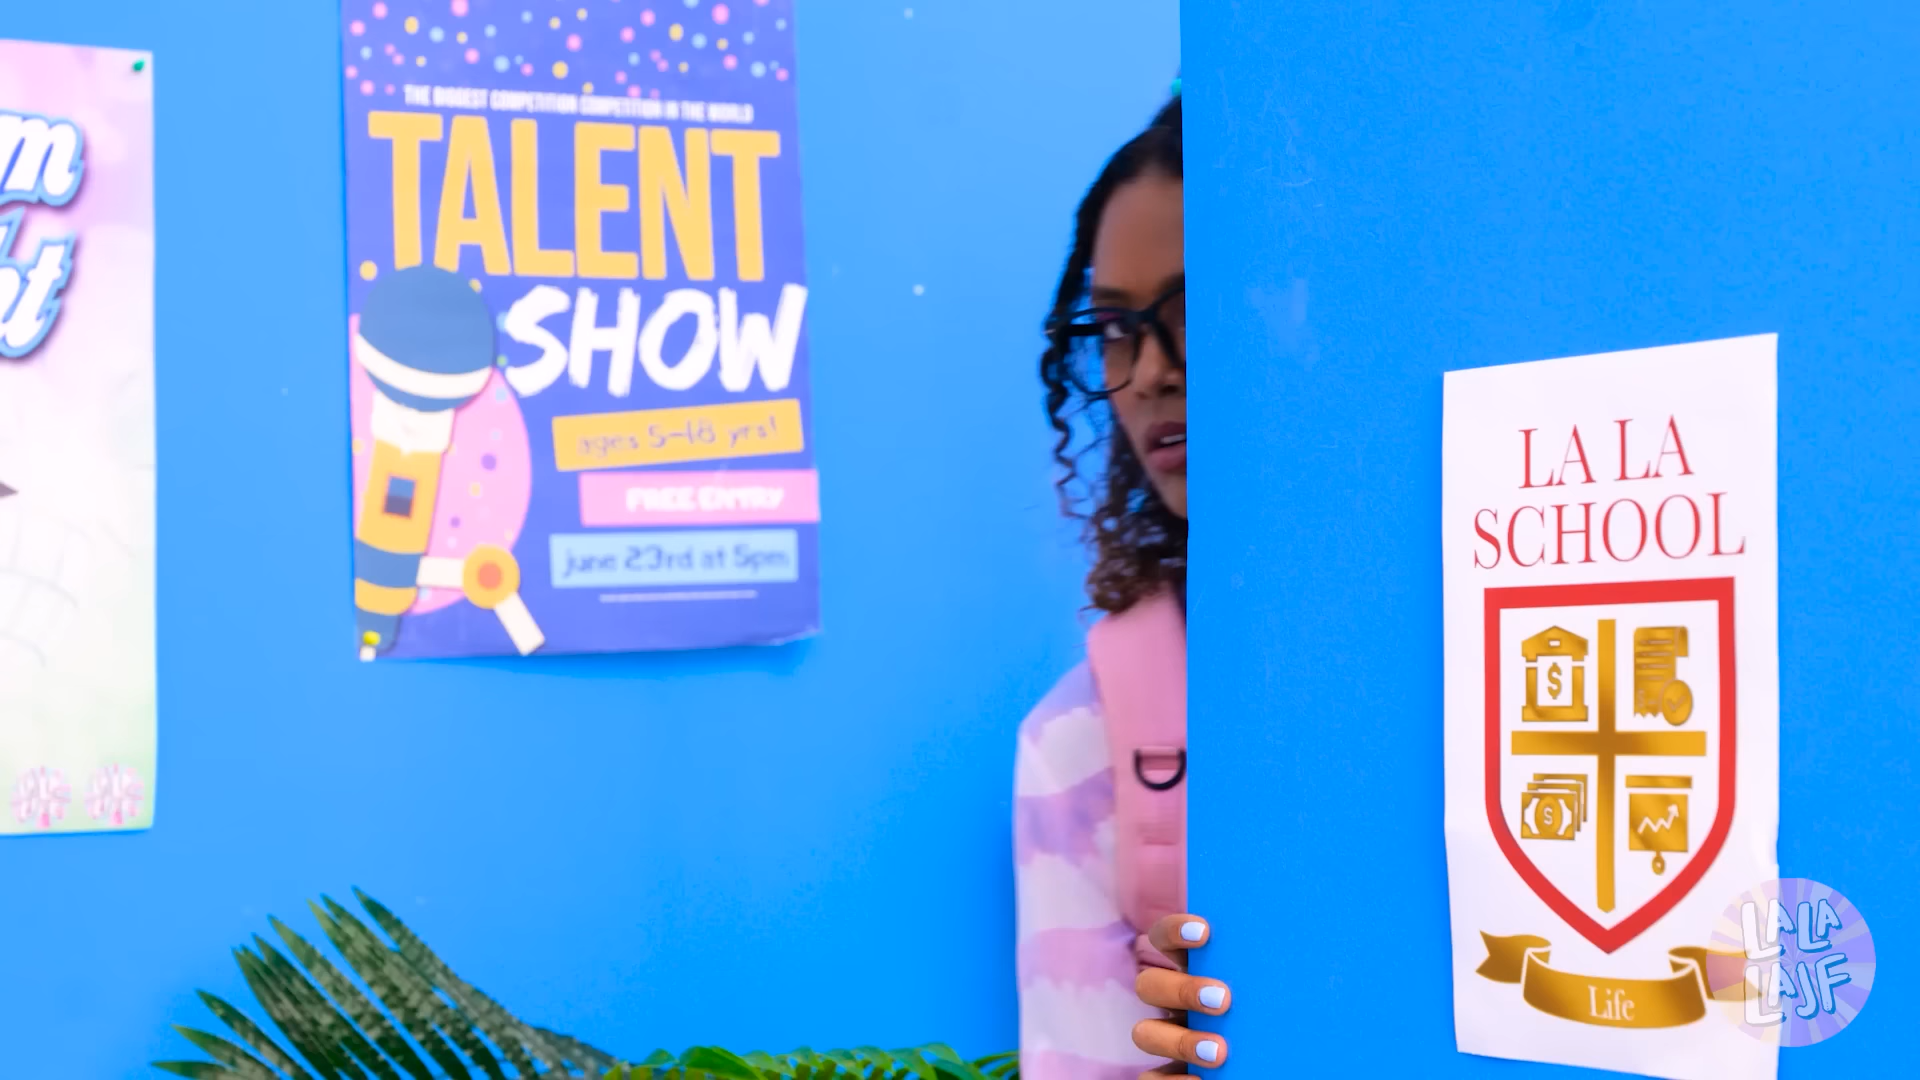 m
ht
THE BIGGEST COMPETITION COMPETITION IN THE WORLD
TALENT
SHOW
ages 5-18 yrs!
FREE ENTRY
june 23rd at 5pm
LA LA
SCHOOL
$
$
Life
LA LA
LAJF